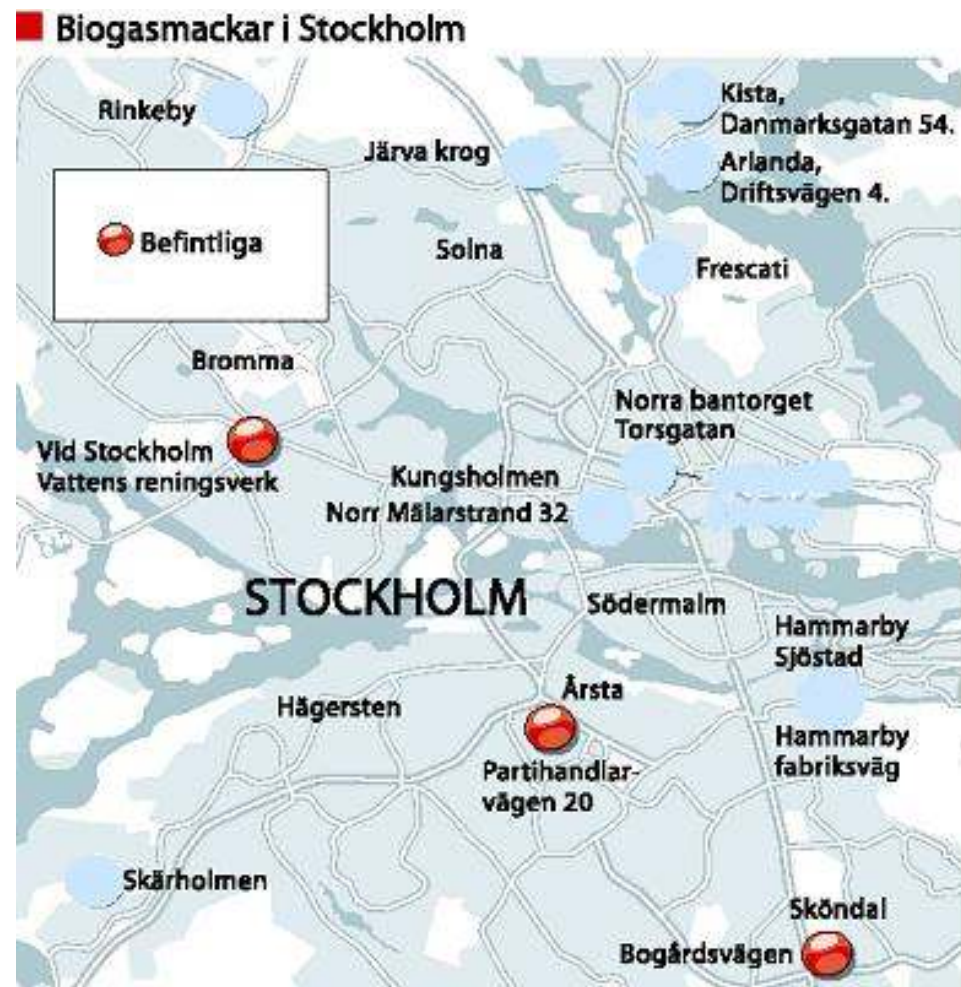 Biogasmackar i Stockholm
Rinkeby
Kista,
Danmarksgatan 54.
Järva krog
Arlanda,
Driftsvägen 4.
Befintliga
Solna
Frescati
Bromma
Norra bantorget
Torsgatan
Vid Stockholm
Vattens reningsverk
Kungsholmen
Norr Mälarstrand 32
STOCKHOLM
Södermalm
Hammarby
Sjöstad
Årsta
Hägersten
Hammarby
fabriksväg
Partihandlar-
vägen 20
Skärholmen
Sköndal
Bogårdsvägen